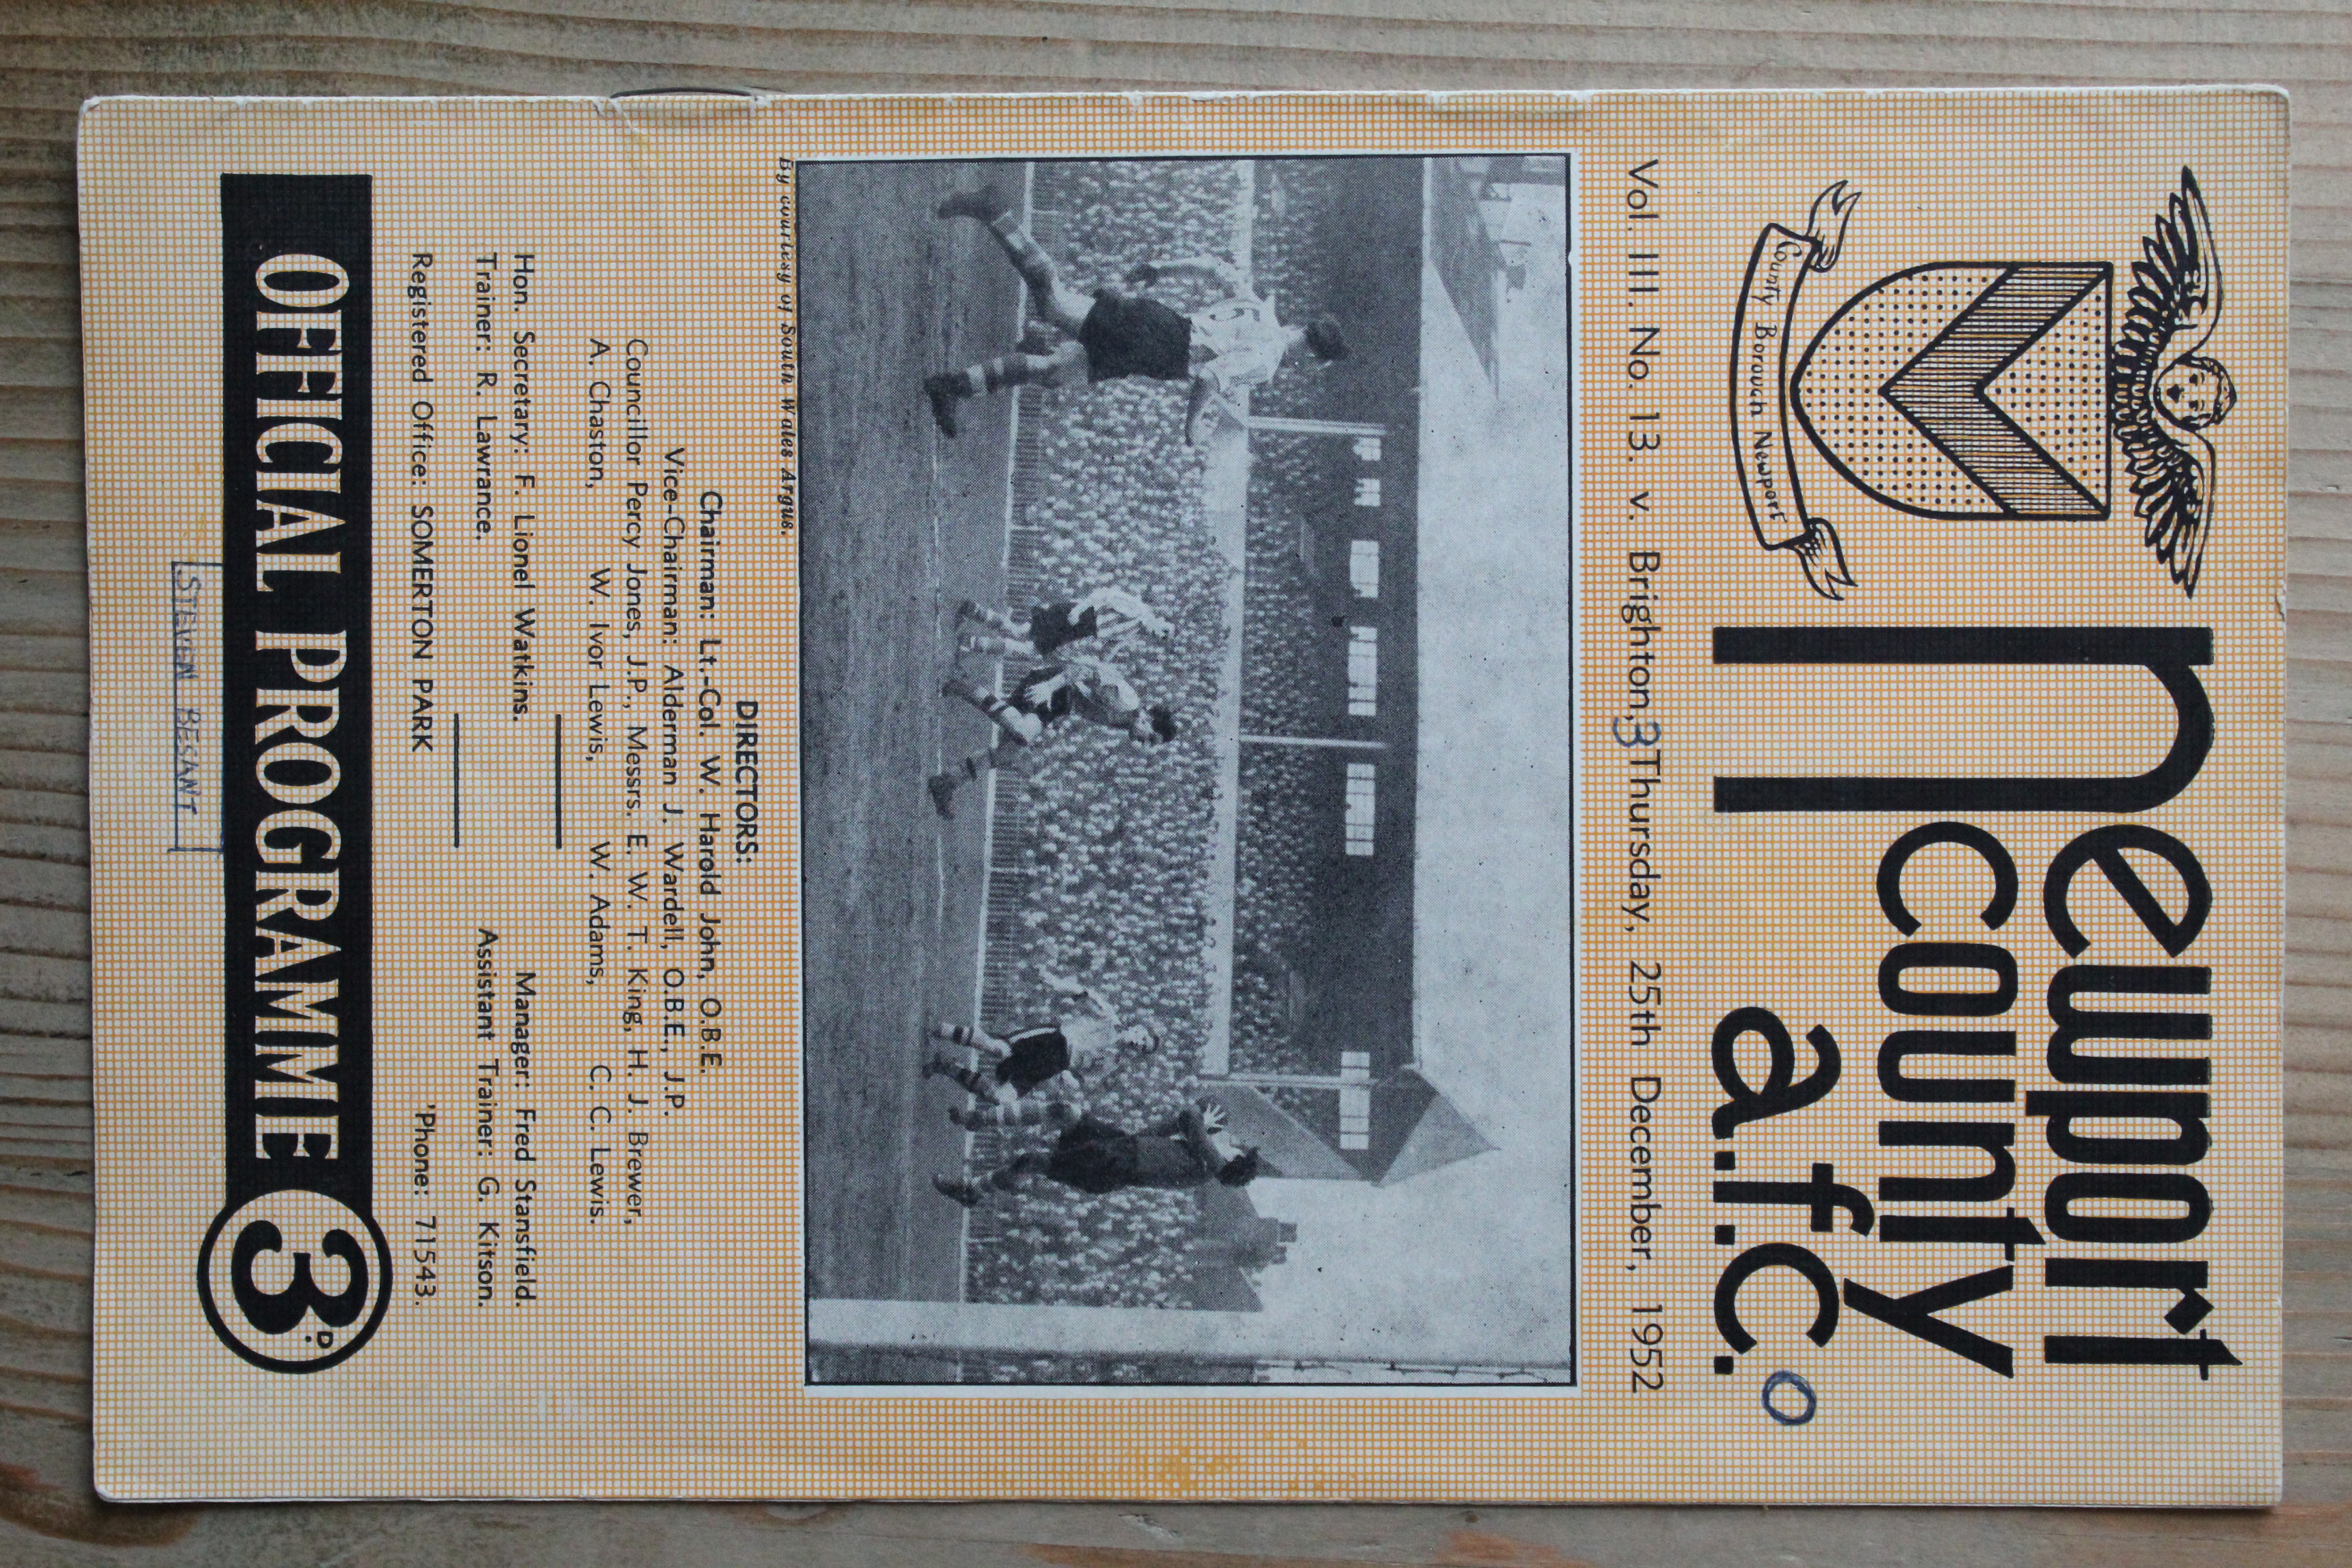 newport
county
a.f.c. 0
County Borough Newport
Vol. III. No. 13. v. Brighton, 3 Thursday, 25th December, 1952
By courtesy of South Wales Argus.
DIRECTORS:
Chairman: Lt.-Col. W. Harold John, O.B.E.
Vice-Chairman: Alderman J. Wardell, O.B.E., J.P.
Councillor Percy Jones, J.P., Messrs. E. W. T. King, H. J. Brewer,
A. Chaston, W. Ivor Lewis, W. Adams, C. C. Lewis.
Hon. Secretary: F. Lionel Watkins. Manager: Fred Stansfield.
Trainer: R. Lawrance. Assistant Trainer: G. Kitson.
Registered Office: SOMERTON PARK 'Phone: 71543.
OFFICIAL PROGRAMME 3D.
STEVEN BESANT